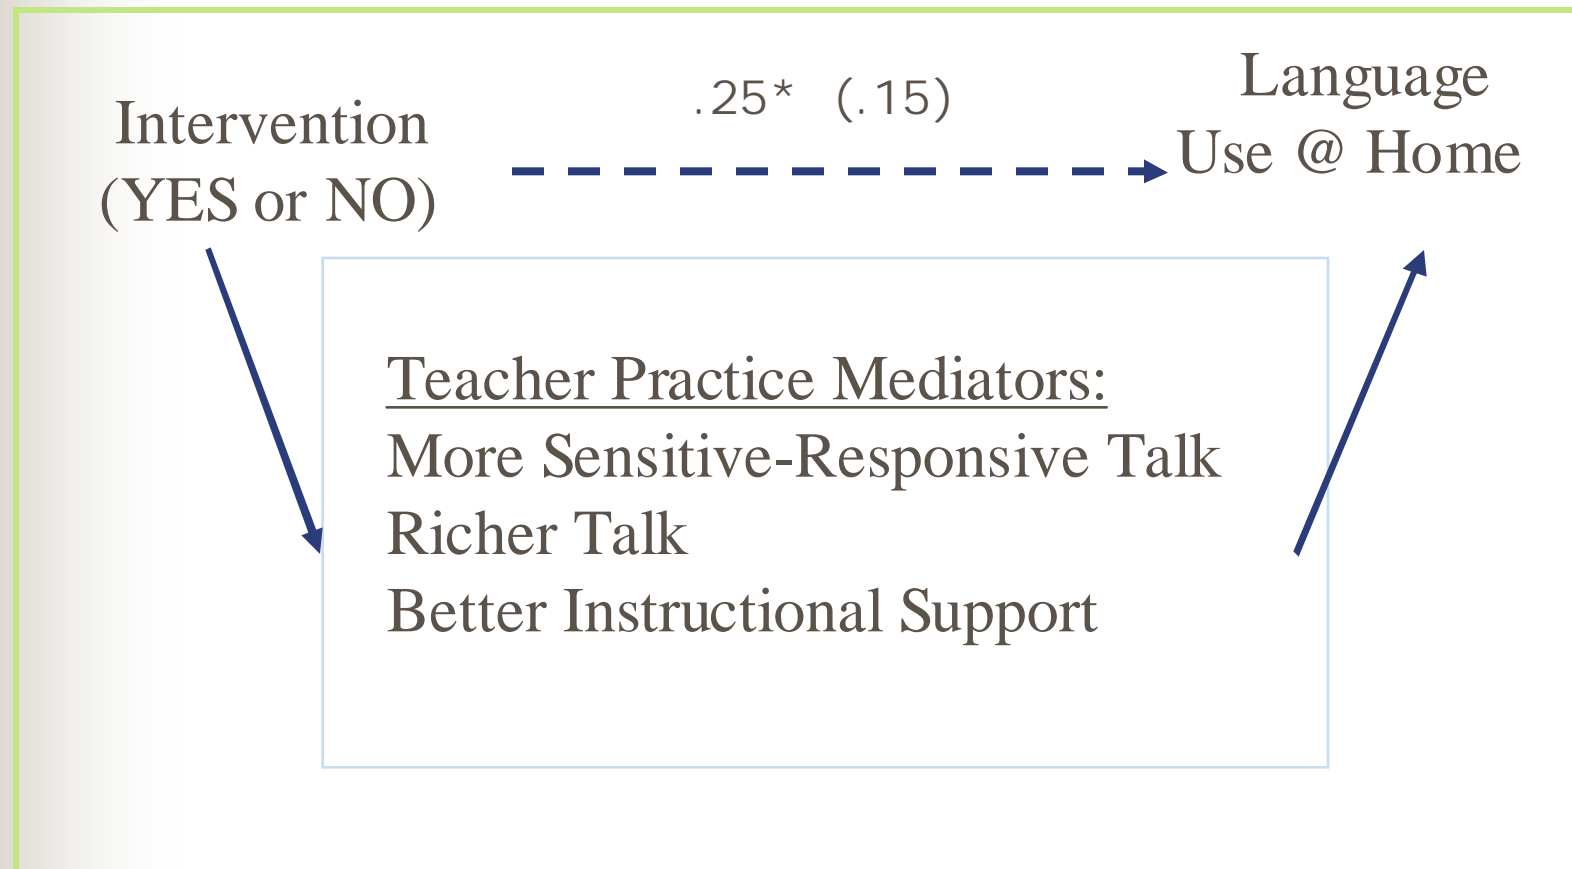 Intervention
(YES or NO)
.25* (.15)
Language
Use @ Home
Teacher Practice Mediators:
More Sensitive-Responsive Talk
Richer Talk
Better Instructional Support